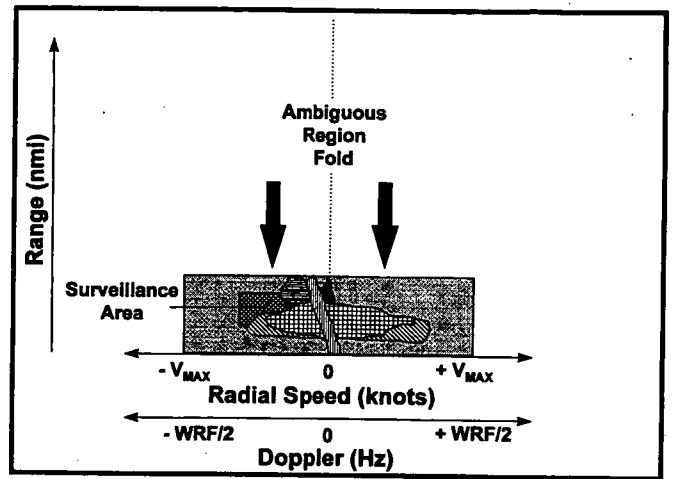 Ambiguous
Region
Fold
Range (nmi)
Surveillance
Area
- VMAX
0
+ VMAX
Radial Speed (knots)
- WRF/2
0
+ WRF/2
Doppler (Hz)